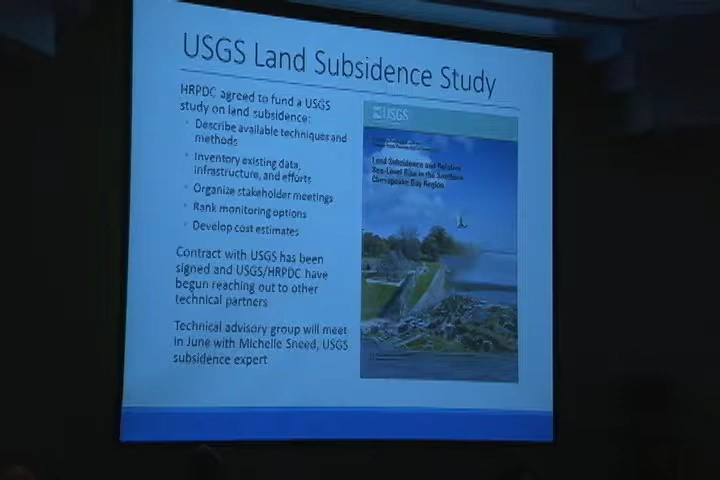 USGS Land Subsidence Study
HRPDC agreed to fund a USGS
study on land subsidence:
Describe available techniques and
methods
Inventory existing data,
infrastructure, and efforts
Organize stakeholder meetings
Rank monitoring options
Develop cost estimates
Contract with USGS has been
signed and USGS/HRPDC have
begun reaching out to other
technical partners
Technical advisory group will meet
in June with Michelle Sneed, USGS
subsidence expert
USGS
Land Subsidence and Relative
Sea-Level Rise in the Southern
Chesapeake Bay Region